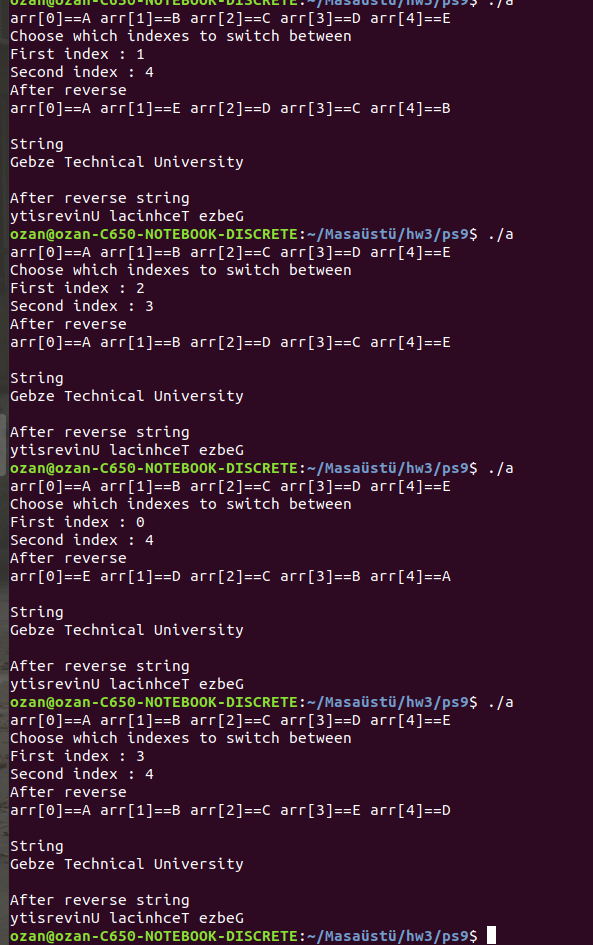 ozan@ozan-C650-NOTEBOOK-DISCRETE:~/Masaüstü/hw3/ps9$ ./a
arr[0]==A arr[1]==B arr[2]==C arr[3]==D arr[4]==E
Choose which indexes to switch between
First index : 1
Second index : 4
After reverse
arr[0]==A arr[1]==E arr[2]==D arr[3]==C arr[4]==B
String
Gebze Technical University
After reverse string
ytisrevinU lacinhceT ezbeG
ozan@ozan-C650-NOTEBOOK-DISCRETE:~/Masaüstü/hw3/ps9$ ./a
arr[0]==A arr[1]==B arr[2]==C arr[3]==D arr[4]==E
Choose which indexes to switch between
First index : 2
Second index : 3
After reverse
arr[0]==A arr[1]==B arr[2]==D arr[3]==C arr[4]==E
String
Gebze Technical University
After reverse string
ytisrevinU lacinhceT ezbeG
ozan@ozan-C650-NOTEBOOK-DISCRETE:~/Masaüstü/hw3/ps9$ ./a
arr[0]==A arr[1]==B arr[2]==C arr[3]==D arr[4]==E
Choose which indexes to switch between
First index : 0
Second index : 4
After reverse
arr[0]==E arr[1]==D arr[2]==C arr[3]==B arr[4]==A
String
Gebze Technical University
After reverse string
ytisrevinU lacinhceT ezbeG
ozan@ozan-C650-NOTEBOOK-DISCRETE:~/Masaüstü/hw3/ps9$ ./a
arr[0]==A arr[1]==B arr[2]==C arr[3]==D arr[4]==E
Choose which indexes to switch between
First index : 3
Second index : 4
After reverse
arr[0]==A arr[1]==B arr[2]==C arr[3]==E arr[4]==D
String
Gebze Technical University
After reverse string
ytisrevinU lacinhceT ezbeG
ozan@ozan-C650-NOTEBOOK-DISCRETE:~/Masaüstü/hw3/ps9$